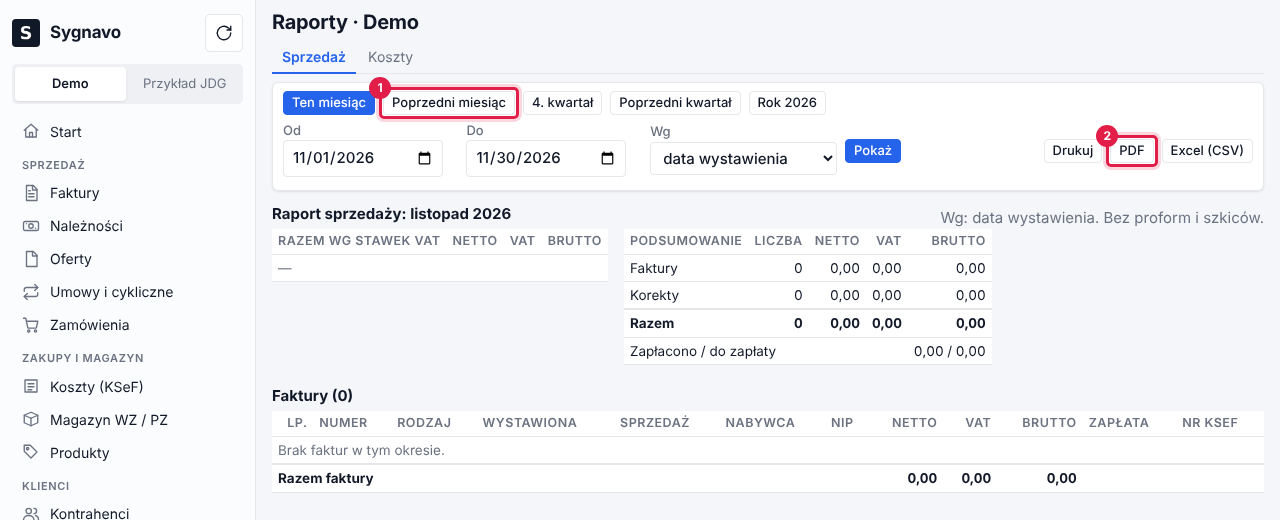 S Sygnavo
Demo Przykład JDG
Start
SPRZEDAŻ
Faktury
Należności
Oferty
Umowy i cykliczne
Zamówienia
ZAKUPY I MAGAZYN
Koszty (KSeF)
Magazyn WZ / PZ
Produkty
KLIENCI
Kontrahenci
Raporty · Demo
Sprzedaż Koszty
1 2
Ten miesiąc Poprzedni miesiąc 4. kwartał Poprzedni kwartał Rok 2026
Od Do Wg
11/01/2026 11/30/2026 data wystawienia Pokaż Drukuj PDF Excel (CSV)
Raport sprzedaży: listopad 2026 Wg: data wystawienia. Bez proform i szkiców.
RAZEM WG STAWEK VAT NETTO VAT BRUTTO
—
PODSUMOWANIE LICZBA NETTO VAT BRUTTO
Faktury 0 0,00 0,00 0,00
Korekty 0 0,00 0,00 0,00
Razem 0 0,00 0,00 0,00
Zapłacono / do zapłaty 0,00 / 0,00
Faktury (0)
LP. NUMER RODZAJ WYSTAWIONA SPRZEDAŻ NABYWCA NIP NETTO VAT BRUTTO ZAPŁATA NR KSEF
Brak faktur w tym okresie.
Razem faktury 0,00 0,00 0,00